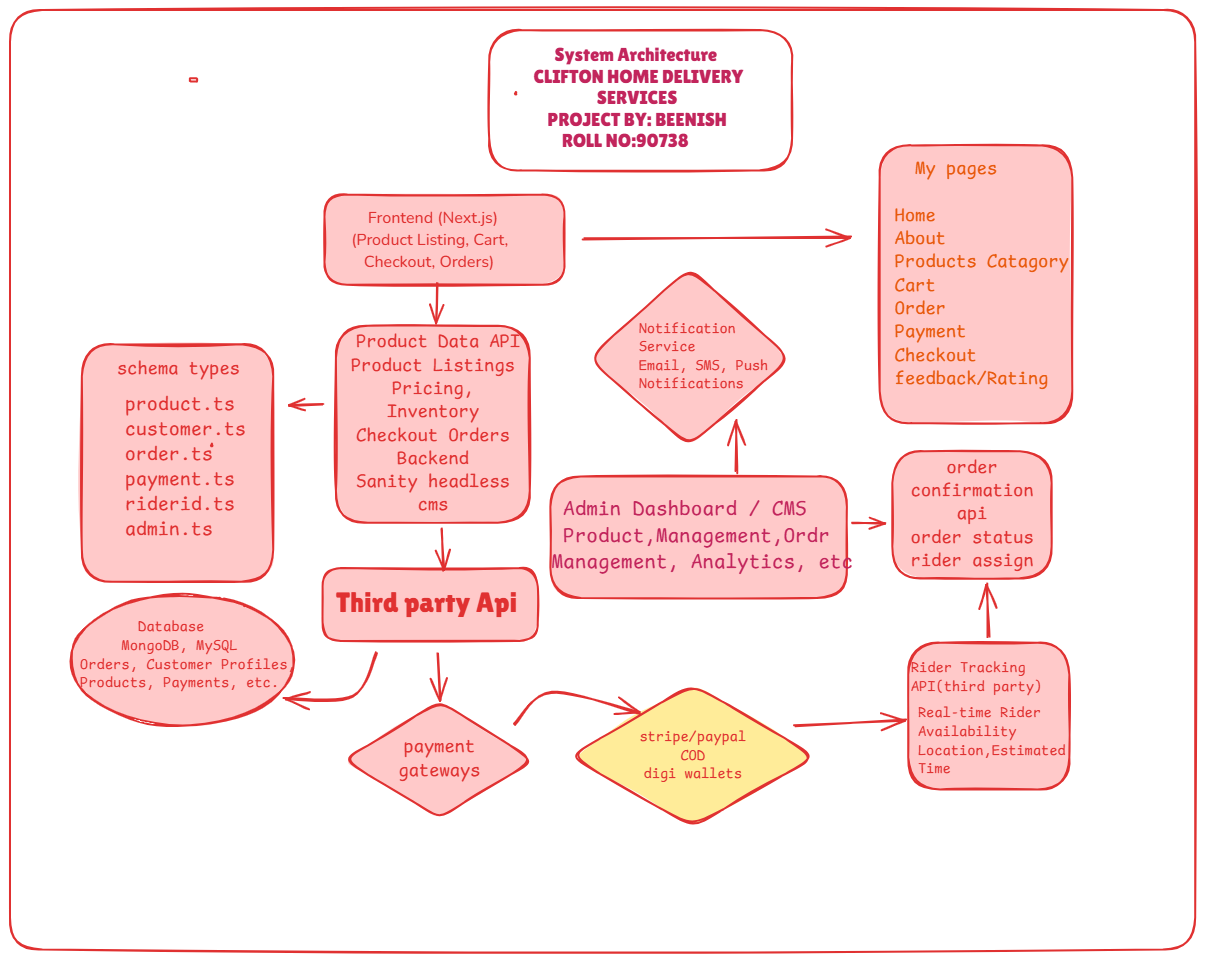 System Architecture
CLIFTON HOME DELIVERY
SERVICES
PROJECT BY: BEENISH
ROLL NO:90738
Frontend (Next.js)
(Product Listing, Cart,
Checkout, Orders)
My pages
Home
About
Products Catagory
Cart
Order
Payment
Checkout
feedback/Rating
Notification
Service
Email, SMS, Push
Notifications
Product Data API
Product Listings
Pricing,
Inventory
Checkout Orders
Backend
Sanity headless
cms
schema types
product.ts
customer.ts
order.ts
payment.ts
riderid.ts
admin.ts
Admin Dashboard / CMS
Product,Management,Ordr
Management, Analytics, etc
order
confirmation
api
order status
rider assign
Third party Api
Database
MongoDB, MySQL
Orders, Customer Profiles,
Products, Payments, etc.
payment
gateways
stripe/paypal
COD
digi wallets
Rider Tracking
API(third party)
Real-time Rider
Availability
Location,Estimated
Time